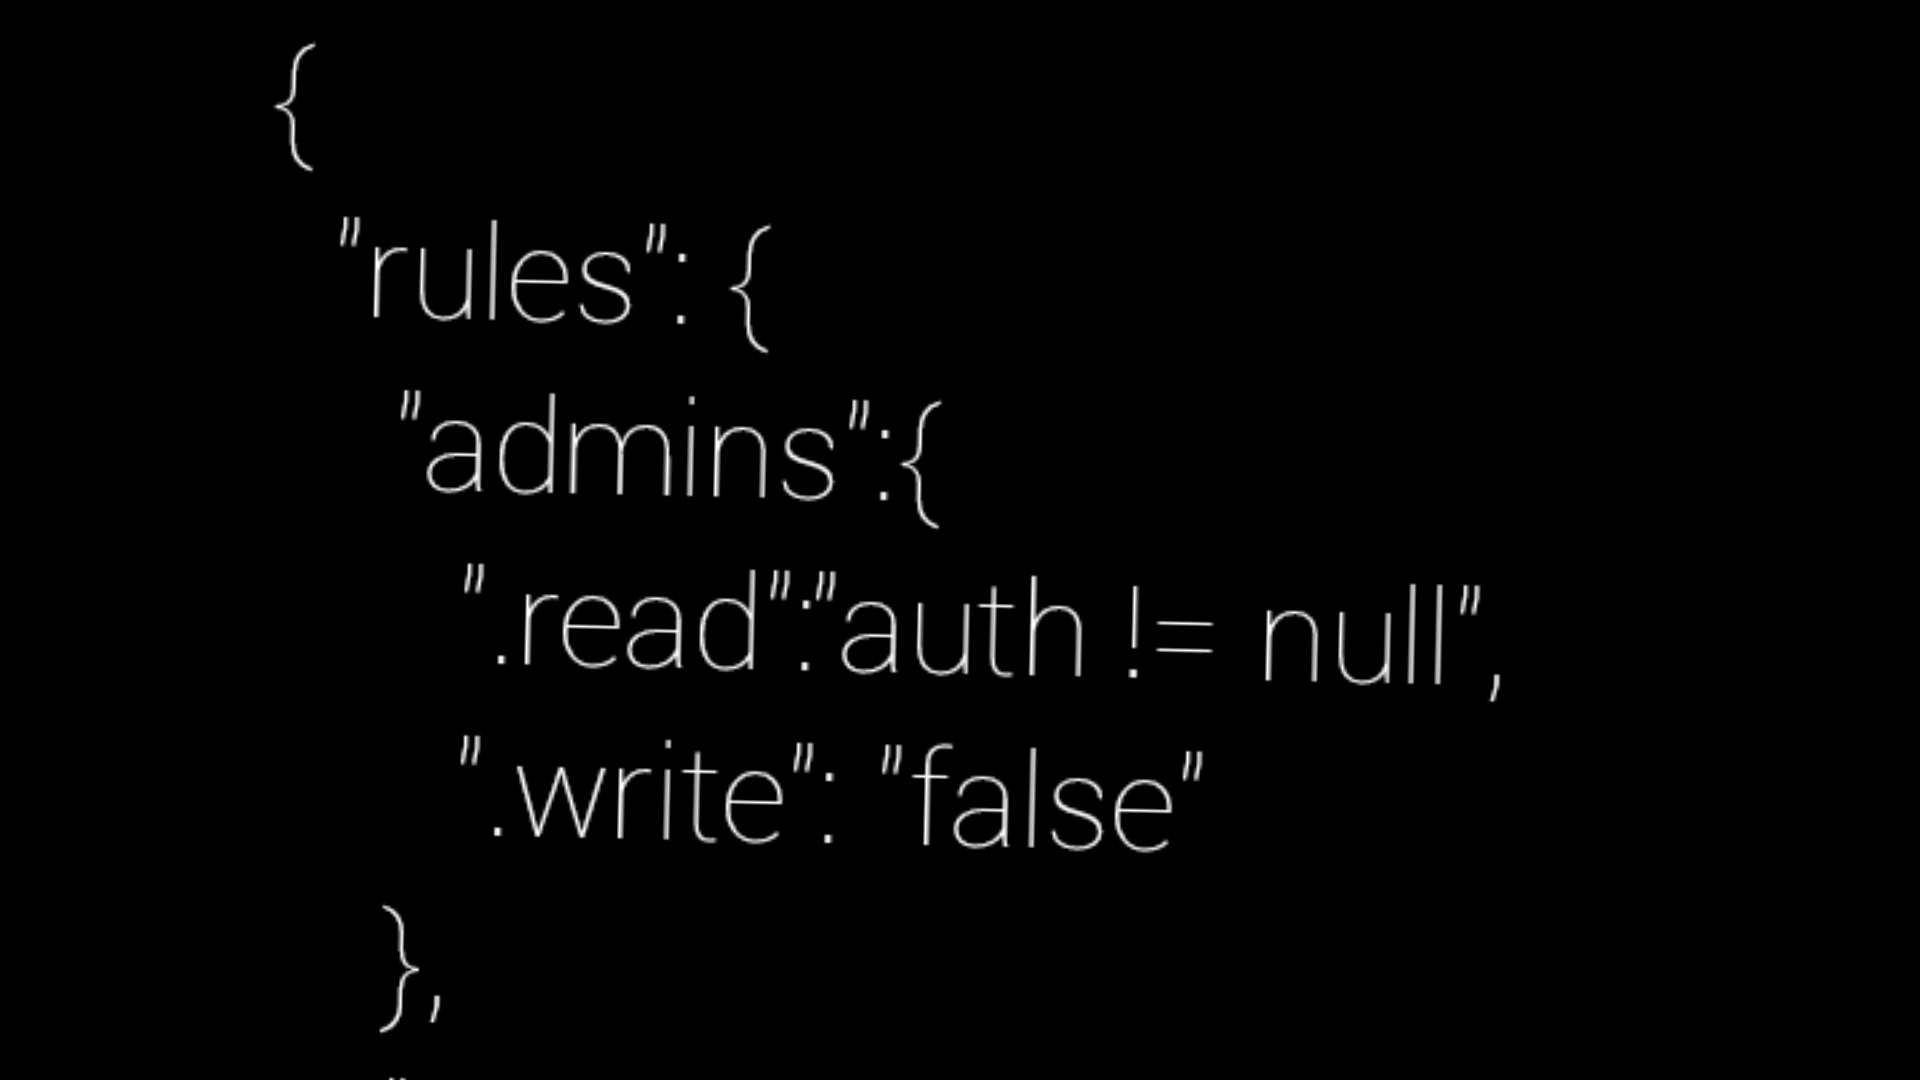 {
"rules": {
"admins":{
".read":"auth != null",
".write": "false"
},